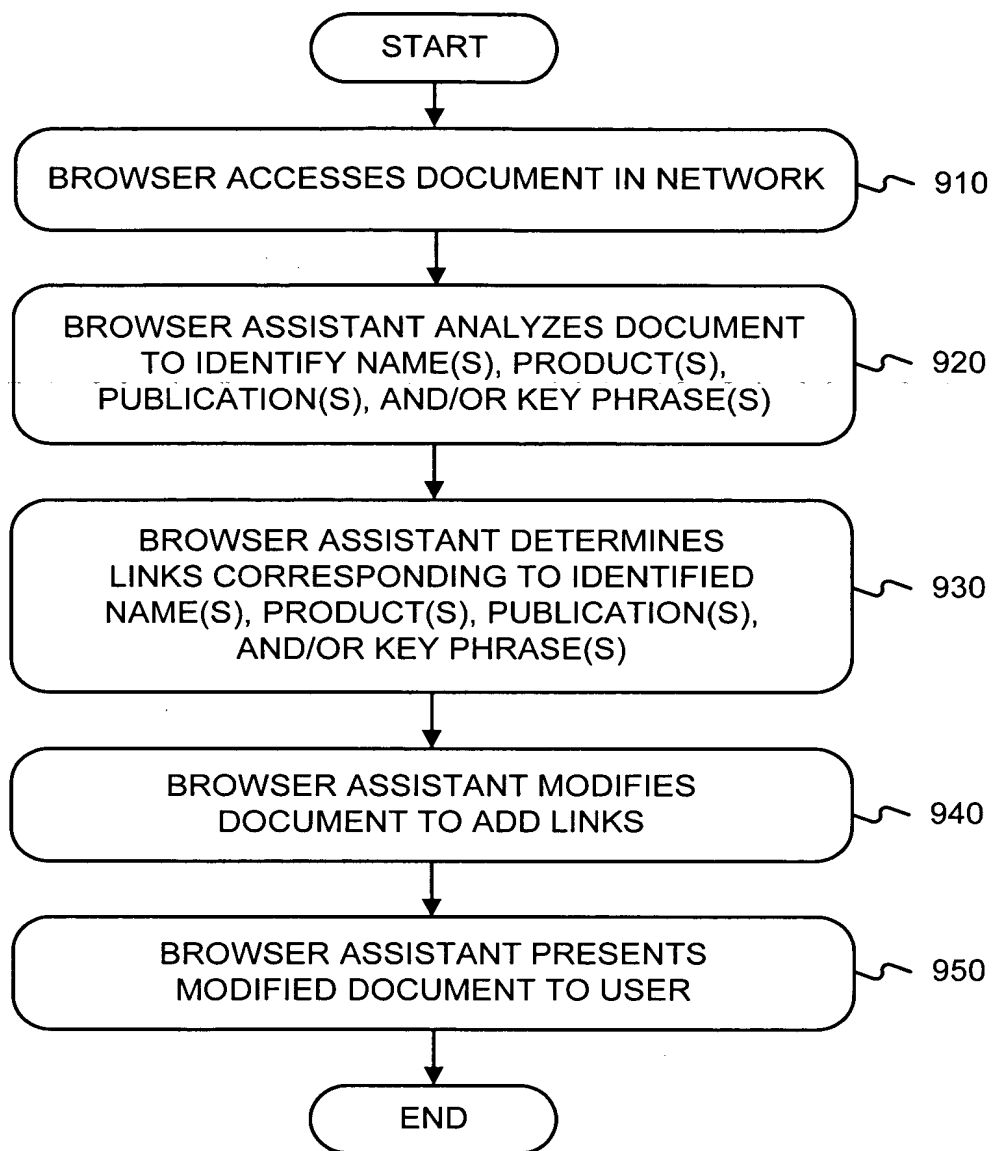 START
BROWSER ACCESSES DOCUMENT IN NETWORK
910
BROWSER ASSISTANT ANALYZES DOCUMENT
TO IDENTIFY NAME(S), PRODUCT(S),
PUBLICATION(S), AND/OR KEY PHRASE(S)
920
BROWSER ASSISTANT DETERMINES
LINKS CORRESPONDING TO IDENTIFIED
NAME(S), PRODUCT(S), PUBLICATION(S),
AND/OR KEY PHRASE(S)
930
BROWSER ASSISTANT MODIFIES
DOCUMENT TO ADD LINKS
940
BROWSER ASSISTANT PRESENTS
MODIFIED DOCUMENT TO USER
950
END